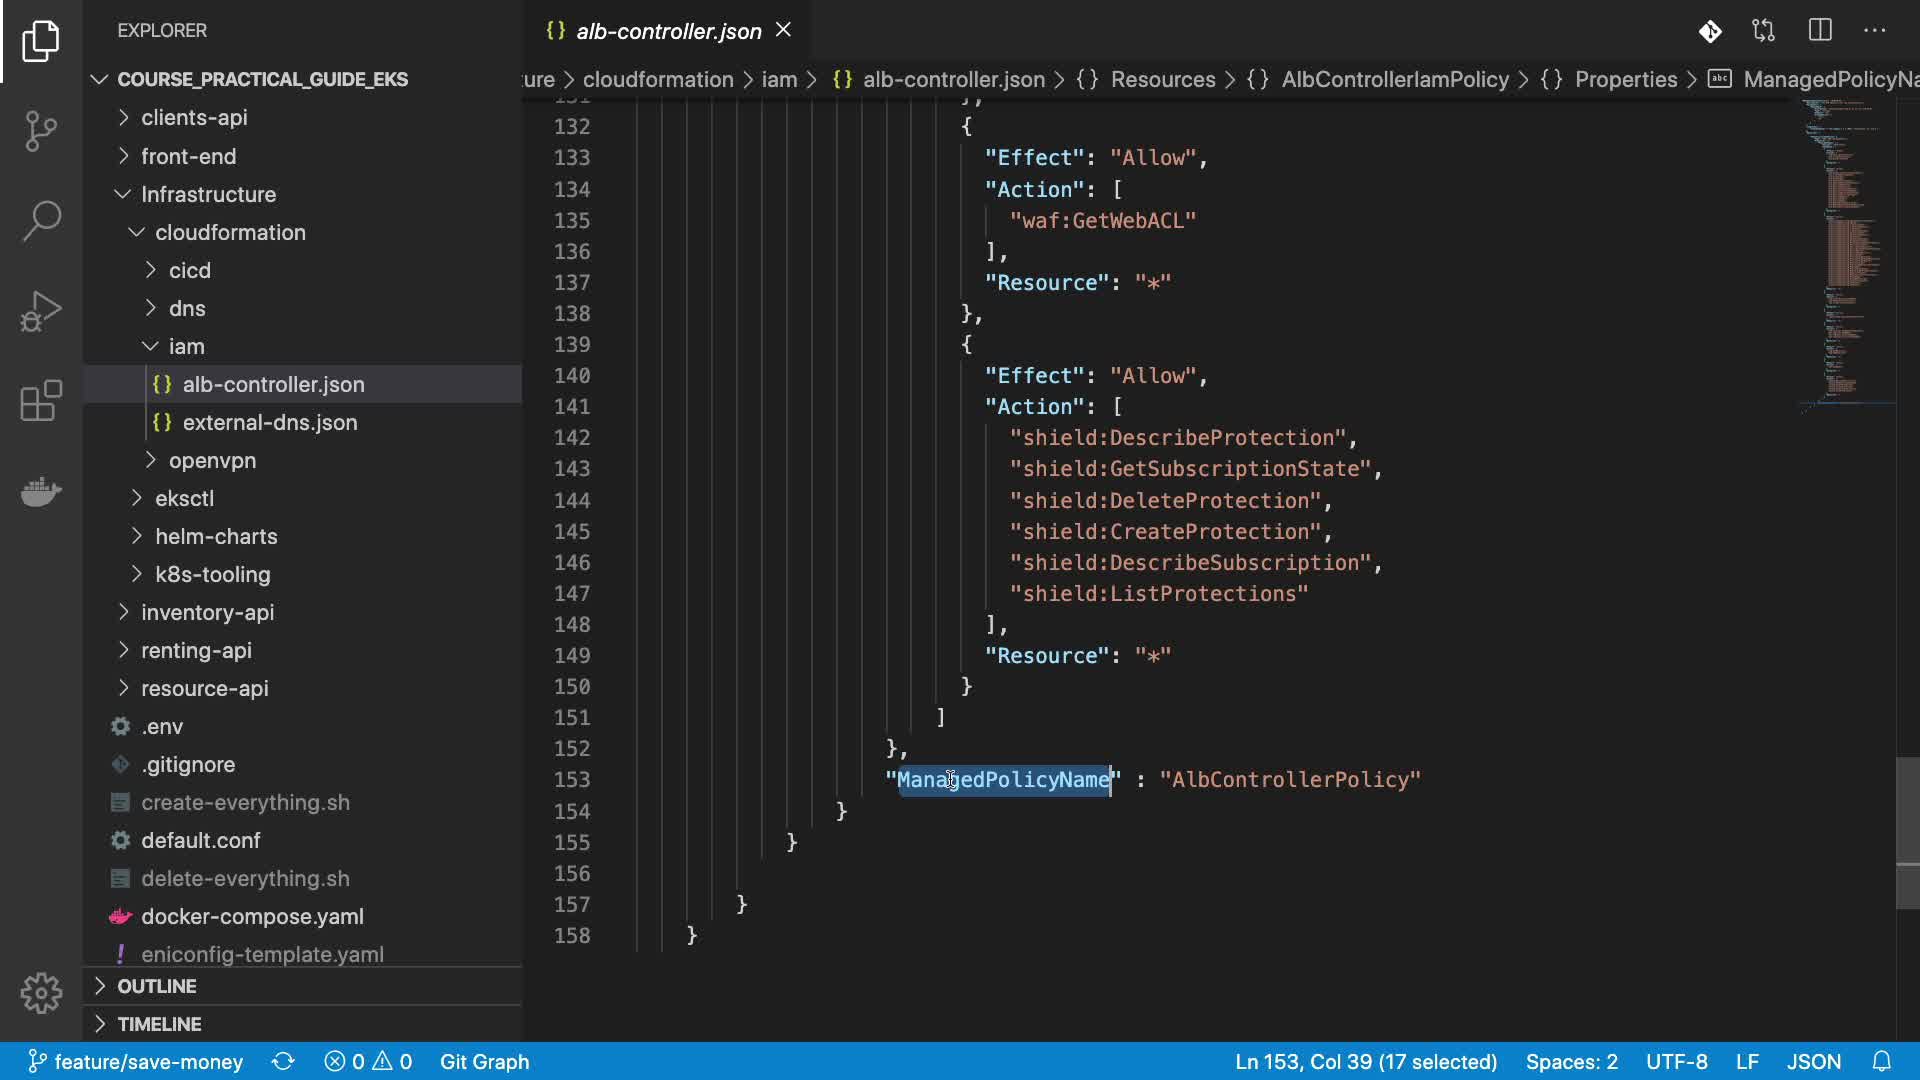 EXPLORER
COURSE_PRACTICAL_GUIDE_EKS
clients-api
front-end
Infrastructure
cloudformation
cicd
dns
iam
{} alb-controller.json
{} external-dns.json
openvpn
eksctl
helm-charts
k8s-tooling
inventory-api
renting-api
resource-api
.env
.gitignore
create-everything.sh
default.conf
delete-everything.sh
docker-compose.yaml
! eniconfig-template.yaml
OUTLINE
TIMELINE
{} alb-controller.json
ture > cloudformation > iam > {} alb-controller.json > {} Resources > {} AlbControllerIamPolicy > {} Properties > abc ManagedPolicyNa
131 },
132 {
133 "Effect": "Allow",
134 "Action": [
135 "waf:GetWebACL"
136 ],
137 "Resource": "*"
138 },
139 {
140 "Effect": "Allow",
141 "Action": [
142 "shield:DescribeProtection",
143 "shield:GetSubscriptionState",
144 "shield:DeleteProtection",
145 "shield:CreateProtection",
146 "shield:DescribeSubscription",
147 "shield:ListProtections"
148 ],
149 "Resource": "*"
150 }
151 ]
152 },
153 "ManagedPolicyName" : "AlbControllerPolicy"
154 }
155 }
156
157 }
158 }
feature/save-money 0 0 Git Graph Ln 153, Col 39 (17 selected) Spaces: 2 UTF-8 LF JSON